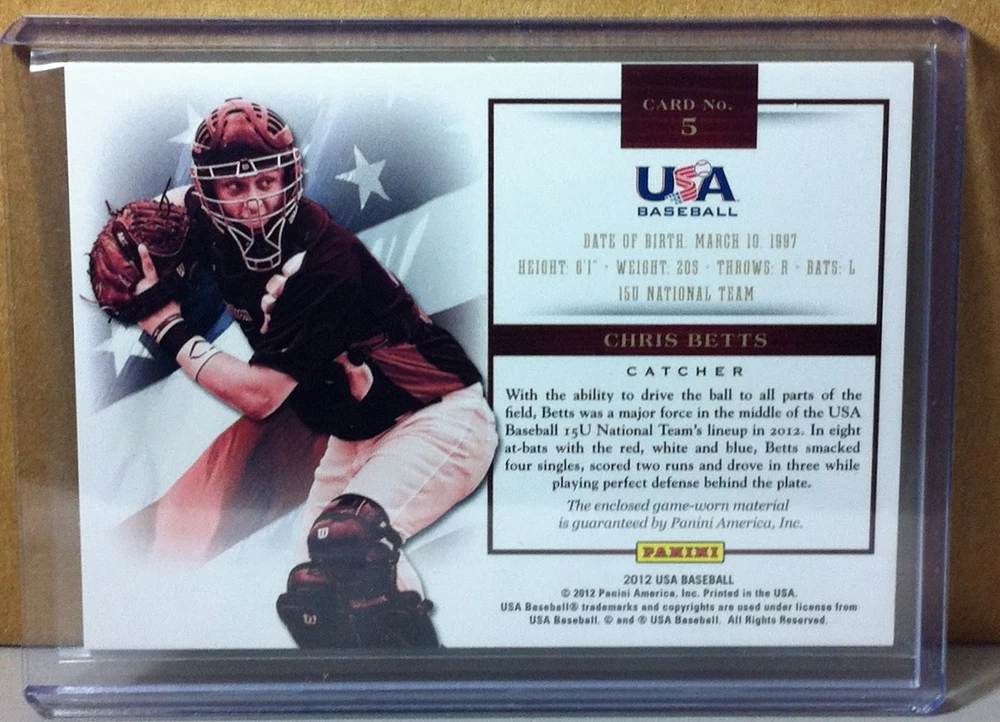 CARD No.
5
USA
BASEBALL
DATE OF BIRTH: MARCH 10, 1997
HEIGHT: 6'1" · WEIGHT: 205 · THROWS: R · BATS: L
15U NATIONAL TEAM
CHRIS BETTS
CATCHER
With the ability to drive the ball to all parts of the
field, Betts was a major force in the middle of the USA
Baseball 15U National Team's lineup in 2012. In eight
at-bats with the red, white and blue, Betts smacked
four singles, scored two runs and drove in three while
playing perfect defense behind the plate.
The enclosed game-worn material
is guaranteed by Panini America, Inc.
PANINI
2012 USA BASEBALL
© 2012 Panini America, Inc. Printed in the USA.
USA Baseball® trademarks and copyrights are used under license from
USA Baseball. © and ® USA Baseball. All Rights Reserved.